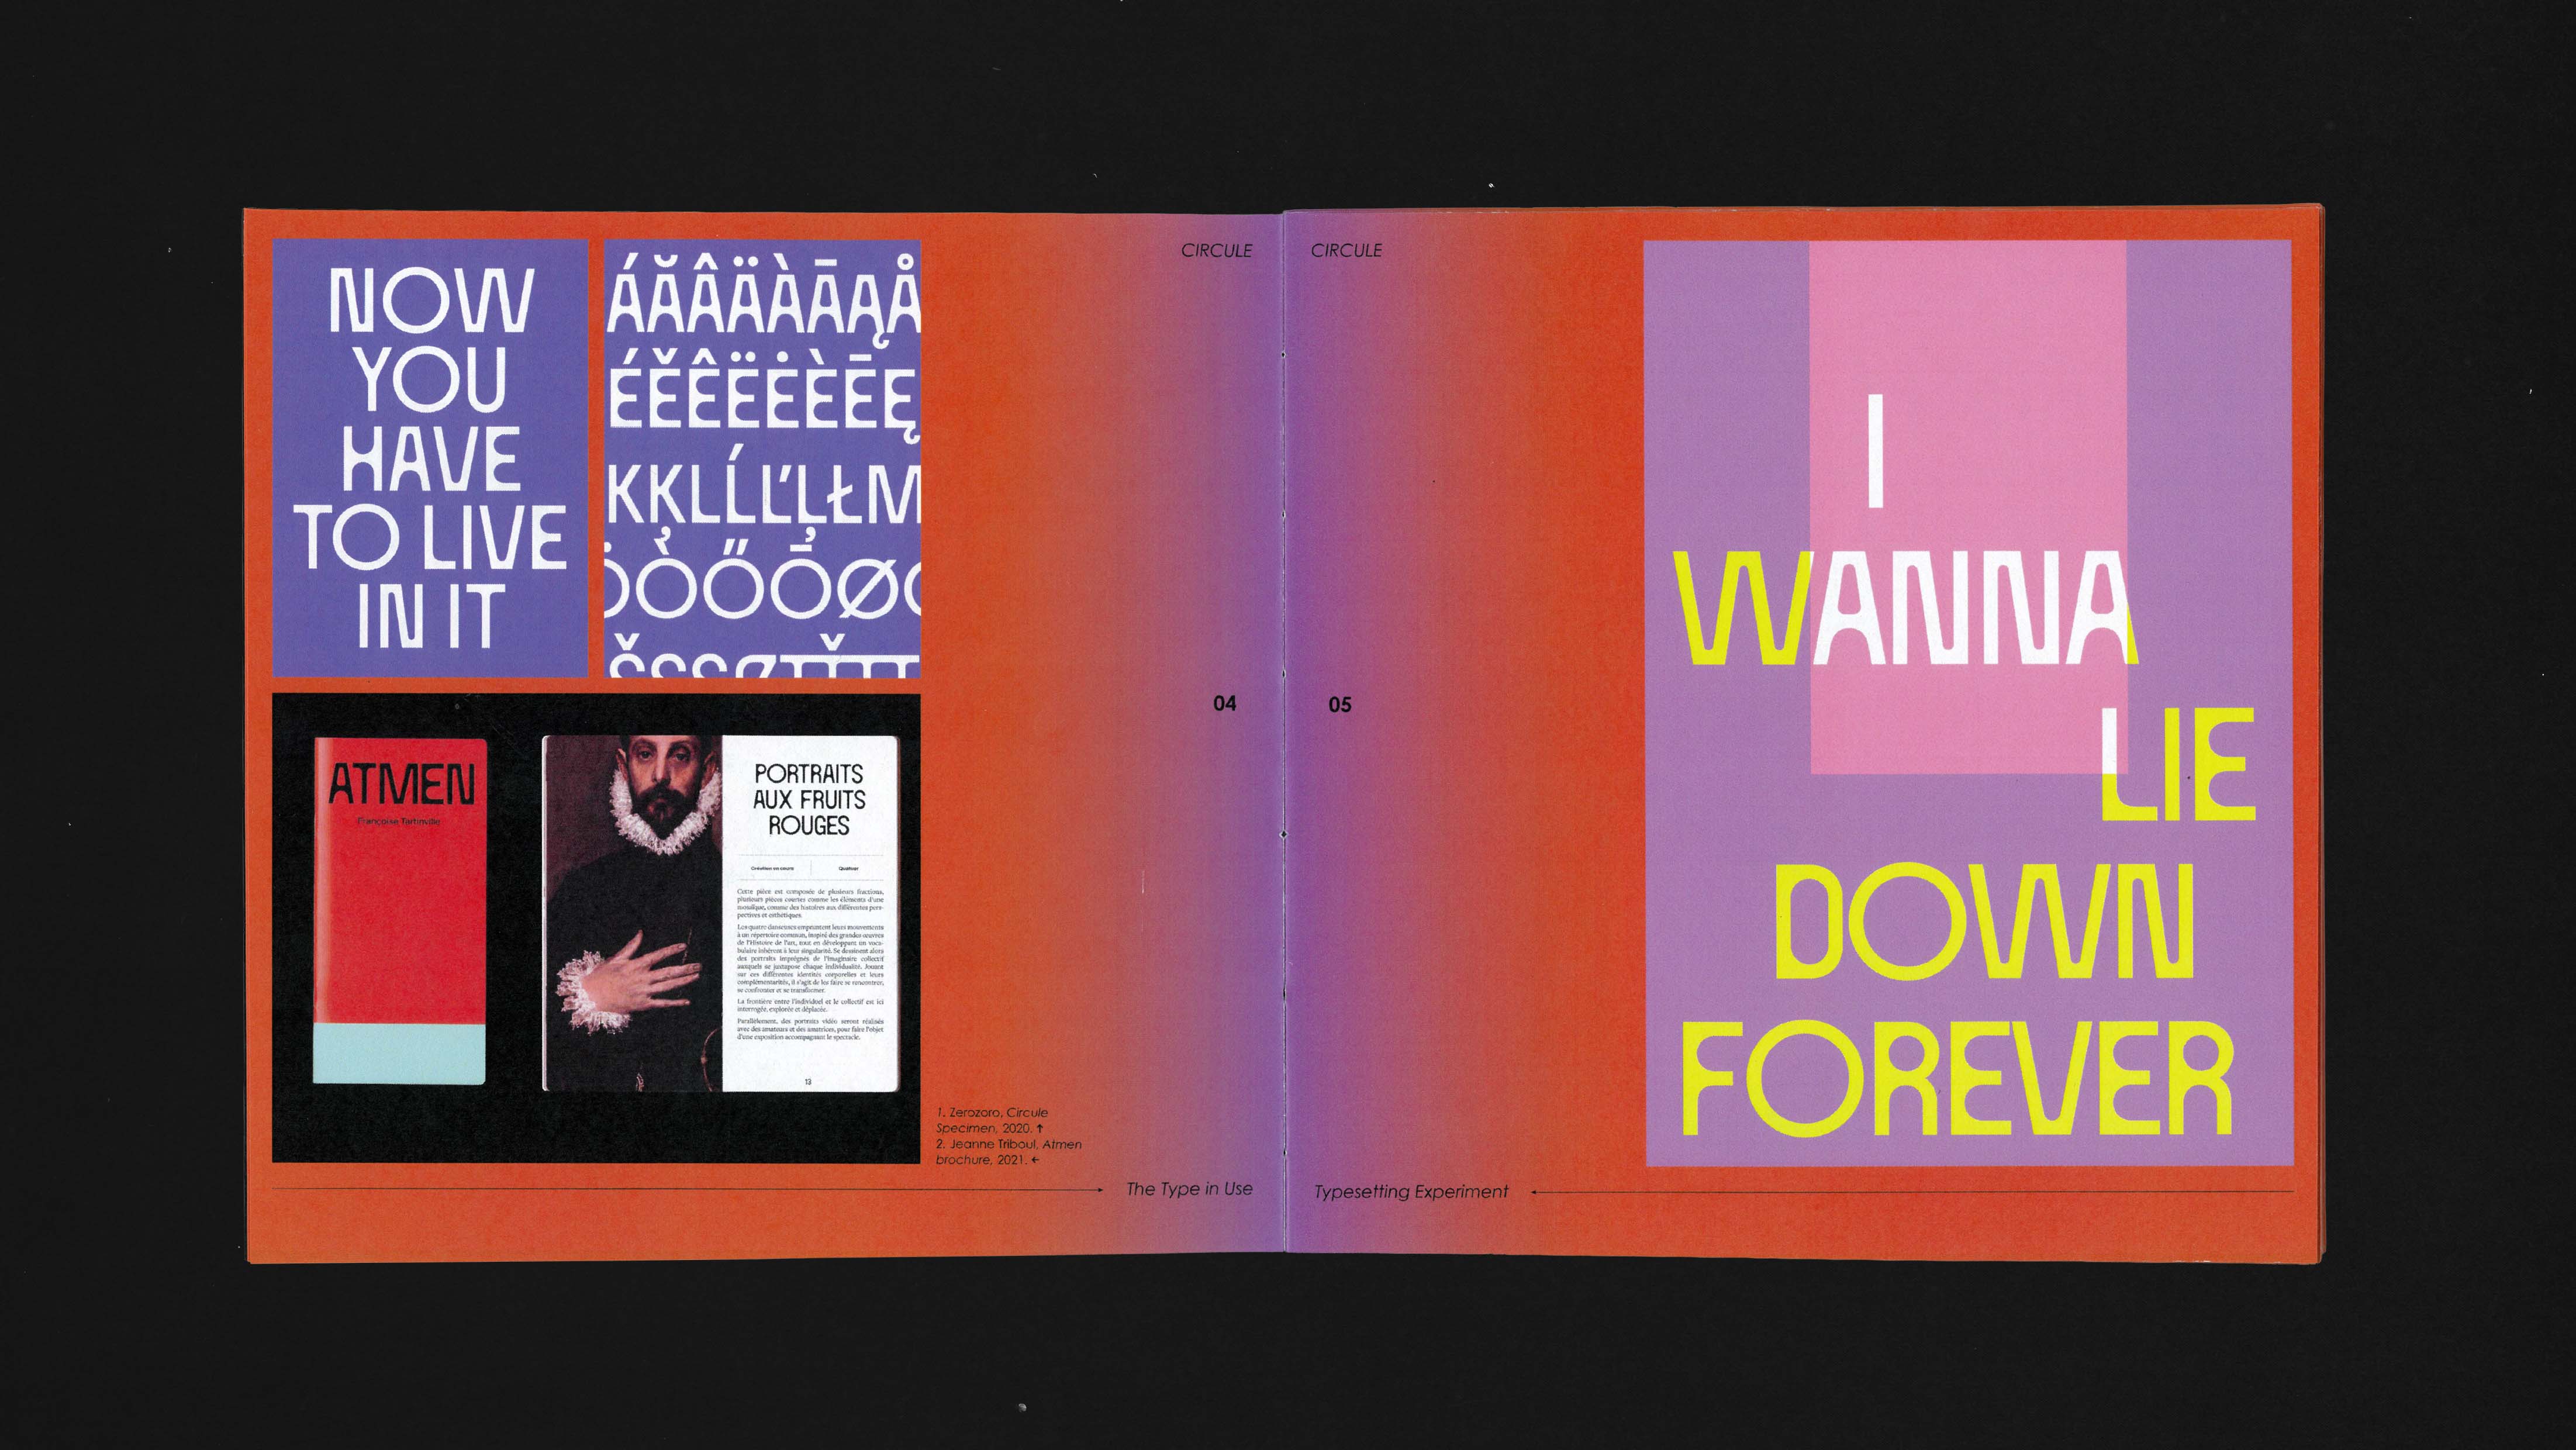 NOW
YOU
HAVE
TO LIVE
IN IT
ÁĂÂÄÀĀĄÅ
ÉĚÊËĖÈĒĘ
KĶLĹĽĻŁM
ÒŐŌØ
CIRCULE
04
ATMEN
Françoise Tartinville
PORTRAITS
AUX FRUITS
ROUGES
Création en cours
Quatuor
Cette pièce est composée de plusieurs fractions,
plusieurs pièces courtes comme les éléments d'une
mosaïque, comme des histoires aux différentes pers-
pectives et esthétiques.
Les quatre danseuses empruntent leurs mouvements
à un répertoire commun, inspiré des grandes œuvres
de l'Histoire de l'art, tout en développant un voca-
bulaire inhérent à leur singularité. Se dessinent alors
des portraits imprégnés de l'imaginaire collectif
auxquels se juxtapose chaque individualité. Jouant
sur ces différentes identités corporelles et leurs
complémentarités, il s'agit de les faire se rencontrer,
se confronter et se transformer.
La frontière entre l'individuel et le collectif est ici
interrogée, explorée et déplacée.
Parallèlement, des portraits vidéo seront réalisés
avec des amateurs et des amatrices, pour faire l'objet
d'une exposition accompagnant le spectacle.
13
1. Zerozoro, Circule
Specimen, 2020. ↑
2. Jeanne Triboul, Atmen
brochure, 2021. ←
The Type in Use
CIRCULE
05
I
WANNA
LIE
DOWN
FOREVER
Typesetting Experiment